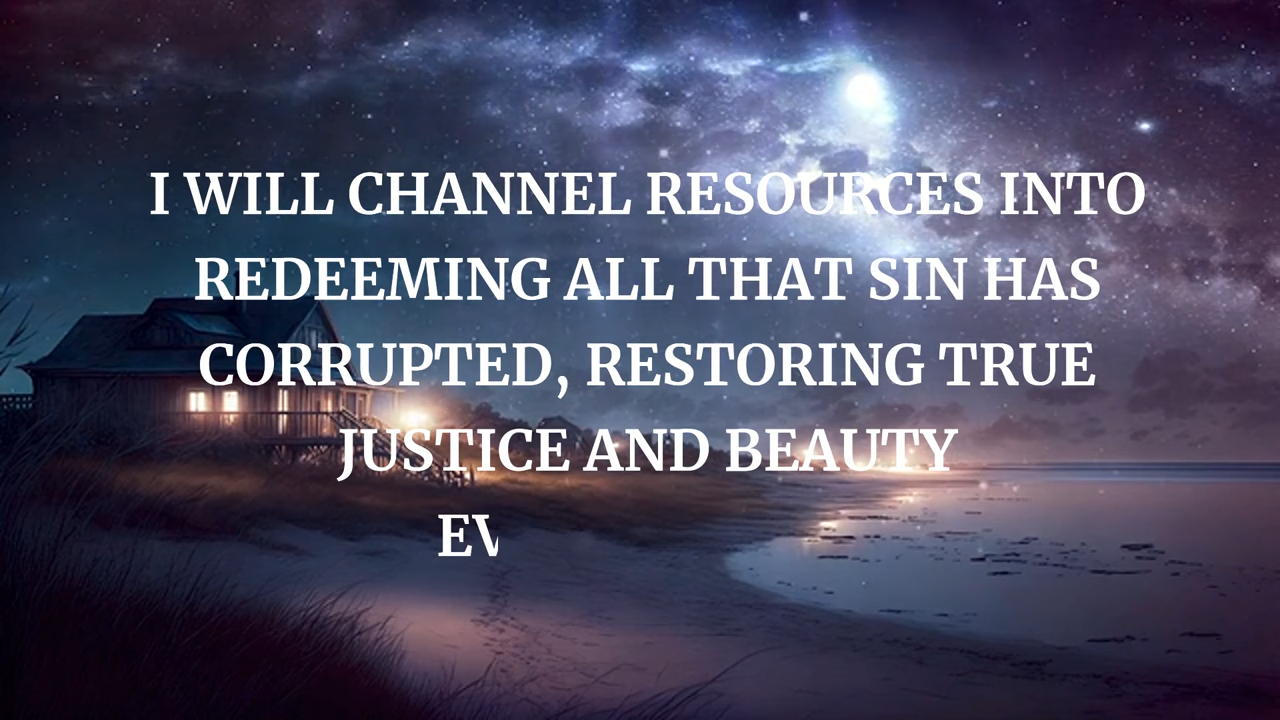 I WILL CHANNEL RESOURCES INTO
REDEEMING ALL THAT SIN HAS
CORRUPTED, RESTORING TRUE
JUSTICE AND BEAUTY